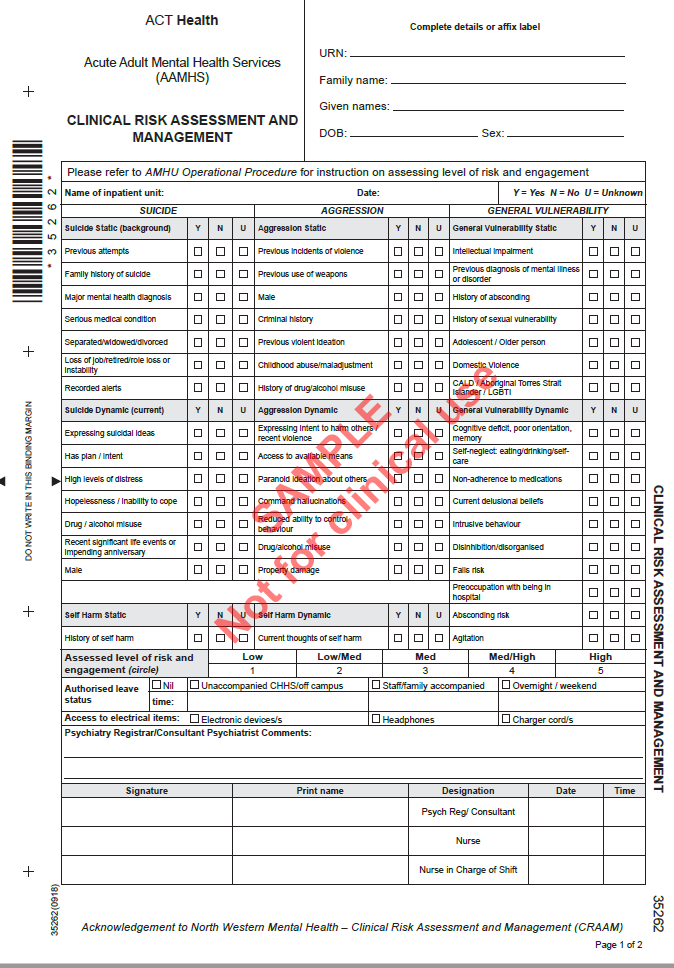 ACT Health
Acute Adult Mental Health Services
(AAMHS)
CLINICAL RISK ASSESSMENT AND
MANAGEMENT
Complete details or affix label
URN:
Family name:
Given names:
DOB: Sex:
Please refer to AMHU Operational Procedure for instruction on assessing level of risk and engagement
Name of inpatient unit: Date: Y = Yes N = No U = Unknown
SUICIDE AGGRESSION GENERAL VULNERABILITY
Suicide Static (background) Y N U Aggression Static Y N U General Vulnerability Static Y N U
Previous attempts Previous incidents of violence Intellectual impairment
Family history of suicide Previous use of weapons Previous diagnosis of mental illness
or disorder
Major mental health diagnosis Male History of absconding
Serious medical condition Criminal history History of sexual vulnerability
Separated/widowed/divorced Previous violent ideation Adolescent / Older person
Loss of job/retired/role loss or
instability Childhood abuse/maladjustment Domestic Violence
Recorded alerts History of drug/alcohol misuse CALD / Aboriginal Torres Strait
Islander / LGBTI
Suicide Dynamic (current) Y N U Aggression Dynamic Y N U General Vulnerability Dynamic Y N U
Expressing suicidal ideas Expressing intent to harm others /
recent violence Cognitive deficit, poor orientation,
memory
Has plan / intent Access to available means Self-neglect: eating/drinking/self-
care
High levels of distress Paranoid ideation about others Non-adherence to medications
Hopelessness / inability to cope Command hallucinations Current delusional beliefs
Drug / alcohol misuse Reduced ability to control
behaviour Intrusive behaviour
Recent significant life events or
impending anniversary Drug/alcohol misuse Disinhibition/disorganised
Male Property damage Falls risk
Preoccupation with being in
hospital
Self Harm Static Y N U Self Harm Dynamic Y N U Absconding risk
History of self harm Current thoughts of self harm Agitation
Assessed level of risk and
engagement (circle) Low Low/Med Med Med/High High
1 2 3 4 5
Authorised leave
status Nil Unaccompanied CHHS/off campus Staff/family accompanied Overnight / weekend
time:
Access to electrical items: Electronic devices/s Headphones Charger cord/s
Psychiatry Registrar/Consultant Psychiatrist Comments:
Signature Print name Designation Date Time
Psych Reg/ Consultant
Nurse
Nurse in Charge of Shift
Acknowledgement to North Western Mental Health – Clinical Risk Assessment and Management (CRAAM)
Page 1 of 2
SAMPLE
Not for clinical use
* 3 5 2 6 2 *
DO NOT WRITE IN THIS BINDING MARGIN
35262(0918)
CLINICAL RISK ASSESSMENT AND MANAGEMENT
35262